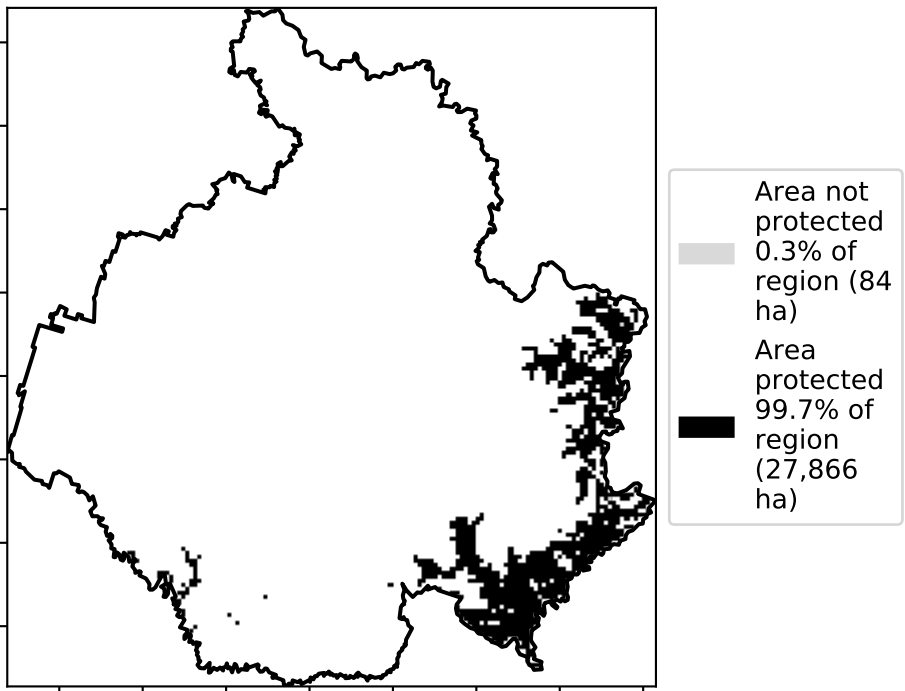 Area not
protected
0.3% of
region (84
ha)
Area
protected
99.7% of
region
(27,866
ha)